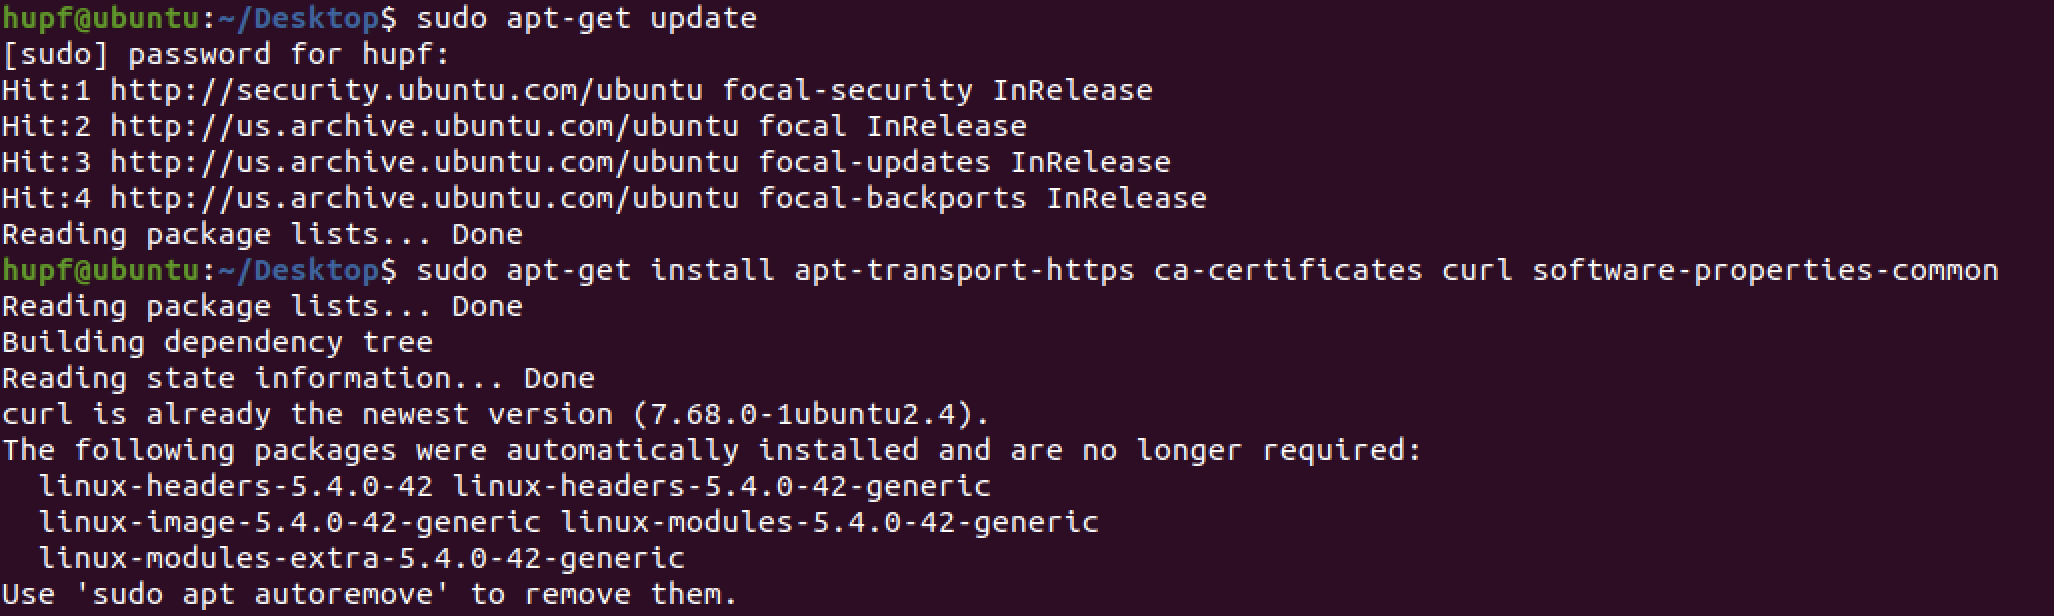 hupf@ubuntu:~/Desktop$ sudo apt-get update
[sudo] password for hupf:
Hit:1 http://security.ubuntu.com/ubuntu focal-security InRelease
Hit:2 http://us.archive.ubuntu.com/ubuntu focal InRelease
Hit:3 http://us.archive.ubuntu.com/ubuntu focal-updates InRelease
Hit:4 http://us.archive.ubuntu.com/ubuntu focal-backports InRelease
Reading package lists... Done
hupf@ubuntu:~/Desktop$ sudo apt-get install apt-transport-https ca-certificates curl software-properties-common
Reading package lists... Done
Building dependency tree
Reading state information... Done
curl is already the newest version (7.68.0-1ubuntu2.4).
The following packages were automatically installed and are no longer required:
  linux-headers-5.4.0-42 linux-headers-5.4.0-42-generic
  linux-image-5.4.0-42-generic linux-modules-5.4.0-42-generic
  linux-modules-extra-5.4.0-42-generic
Use 'sudo apt autoremove' to remove them.